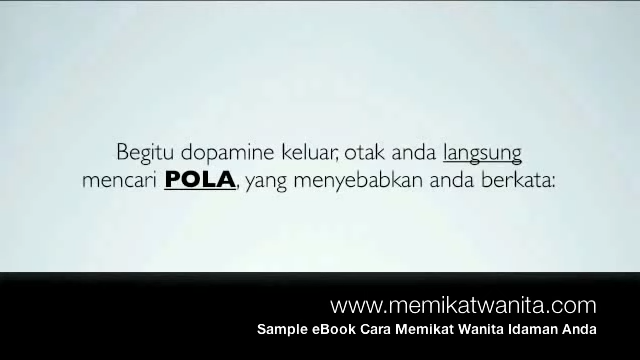 Begitu dopamine keluar, otak anda langsung
mencari POLA, yang menyebabkan anda berkata:
www.memikatwanita.com
Sample eBook Cara Memikat Wanita Idaman Anda